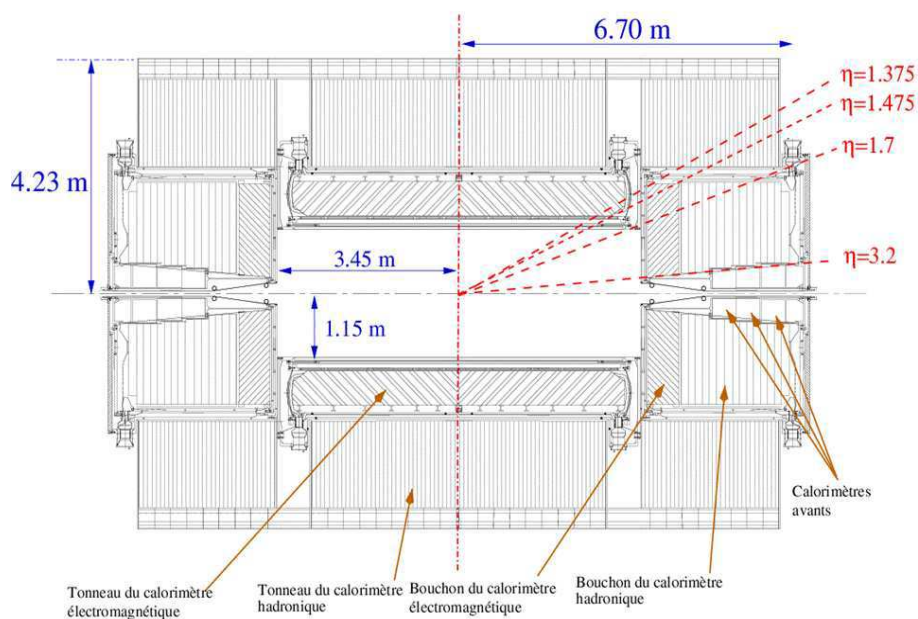 6.70 m
η=1.375
η=1.475
η=1.7
4.23 m
3.45 m
η=3.2
1.15 m
Calorimètres
avants
Tonneau du calorimètre
électromagnétique
Tonneau du calorimètre
hadronique
Bouchon du calorimètre
électromagnétique
Bouchon du calorimètre
hadronique